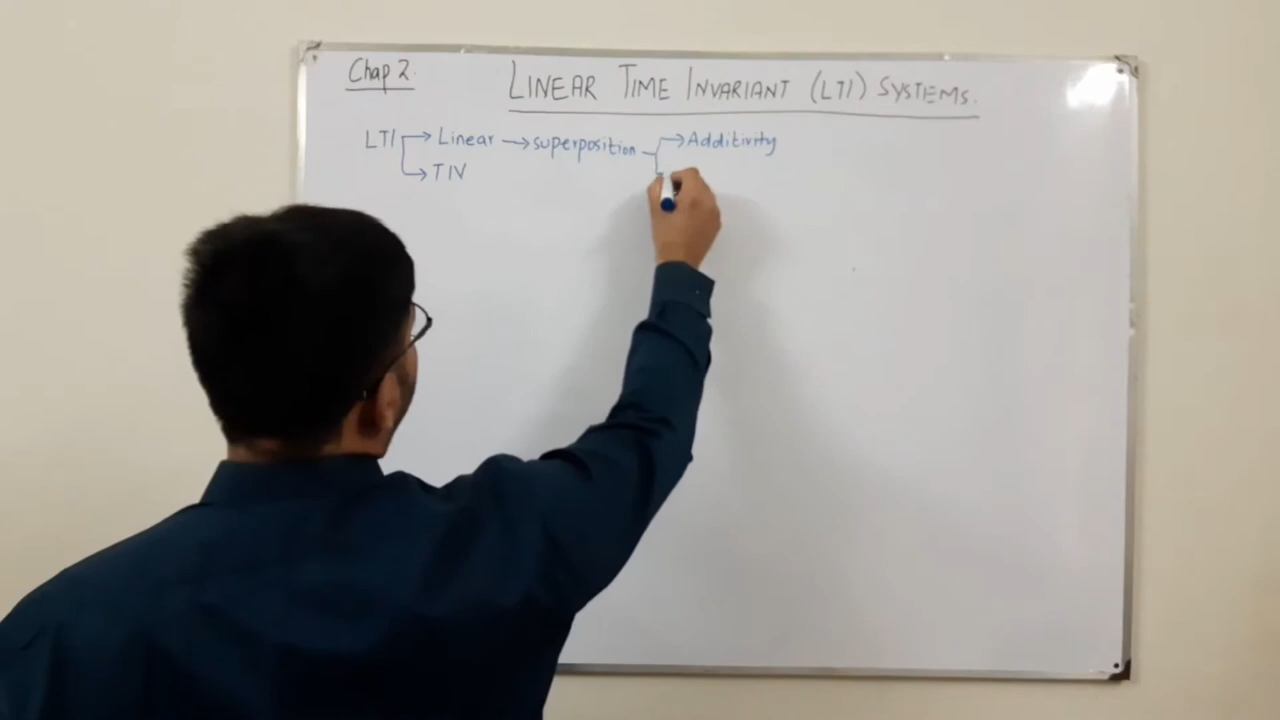 Chap 2.
LINEAR TIME INVARIANT (LTI) SYSTEMS.
LTI → Linear → superposition → Additivity
→ TIV